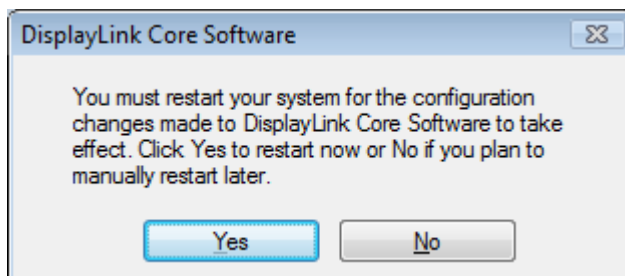 DisplayLink Core Software
You must restart your system for the configuration
changes made to DisplayLink Core Software to take
effect. Click Yes to restart now or No if you plan to
manually restart later.
Yes
No